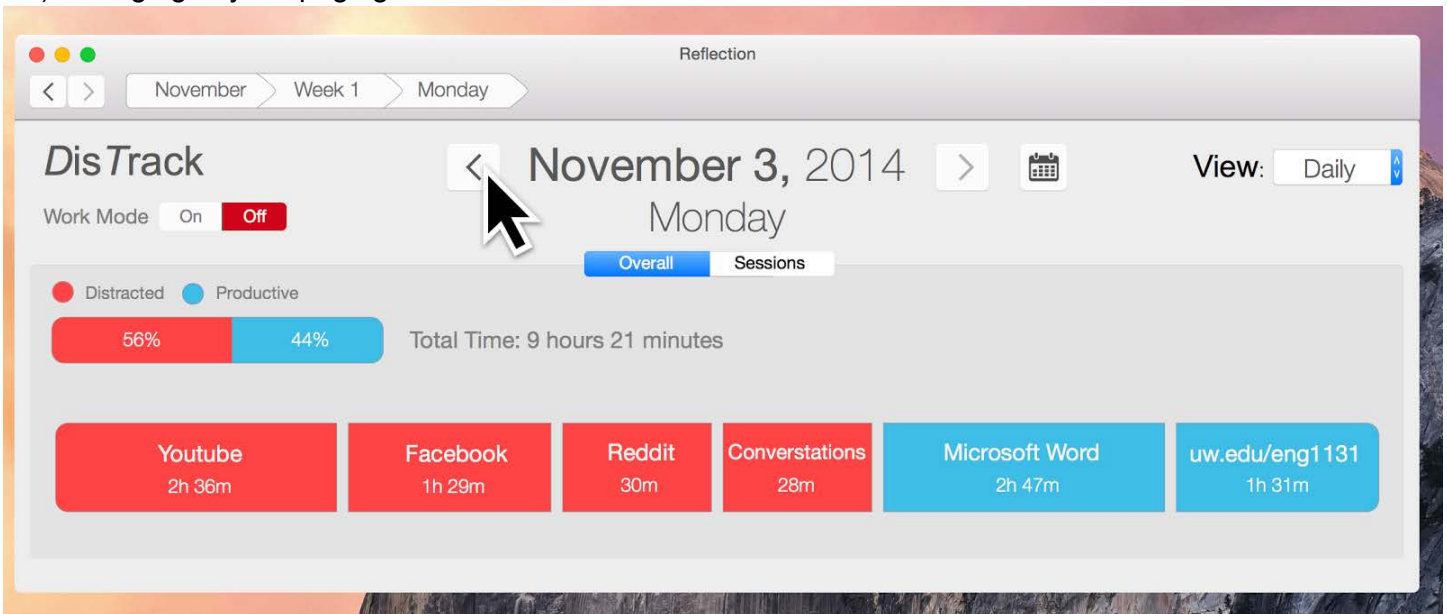 Reflection
November Week 1 Monday
DisTrack
November 3, 2014
View: Daily
Work Mode On Off
Monday
Overall Sessions
Distracted Productive
56% 44% Total Time: 9 hours 21 minutes
Youtube Facebook Reddit Converstations Microsoft Word uw.edu/eng1131
2h 36m 1h 29m 30m 28m 2h 47m 1h 31m